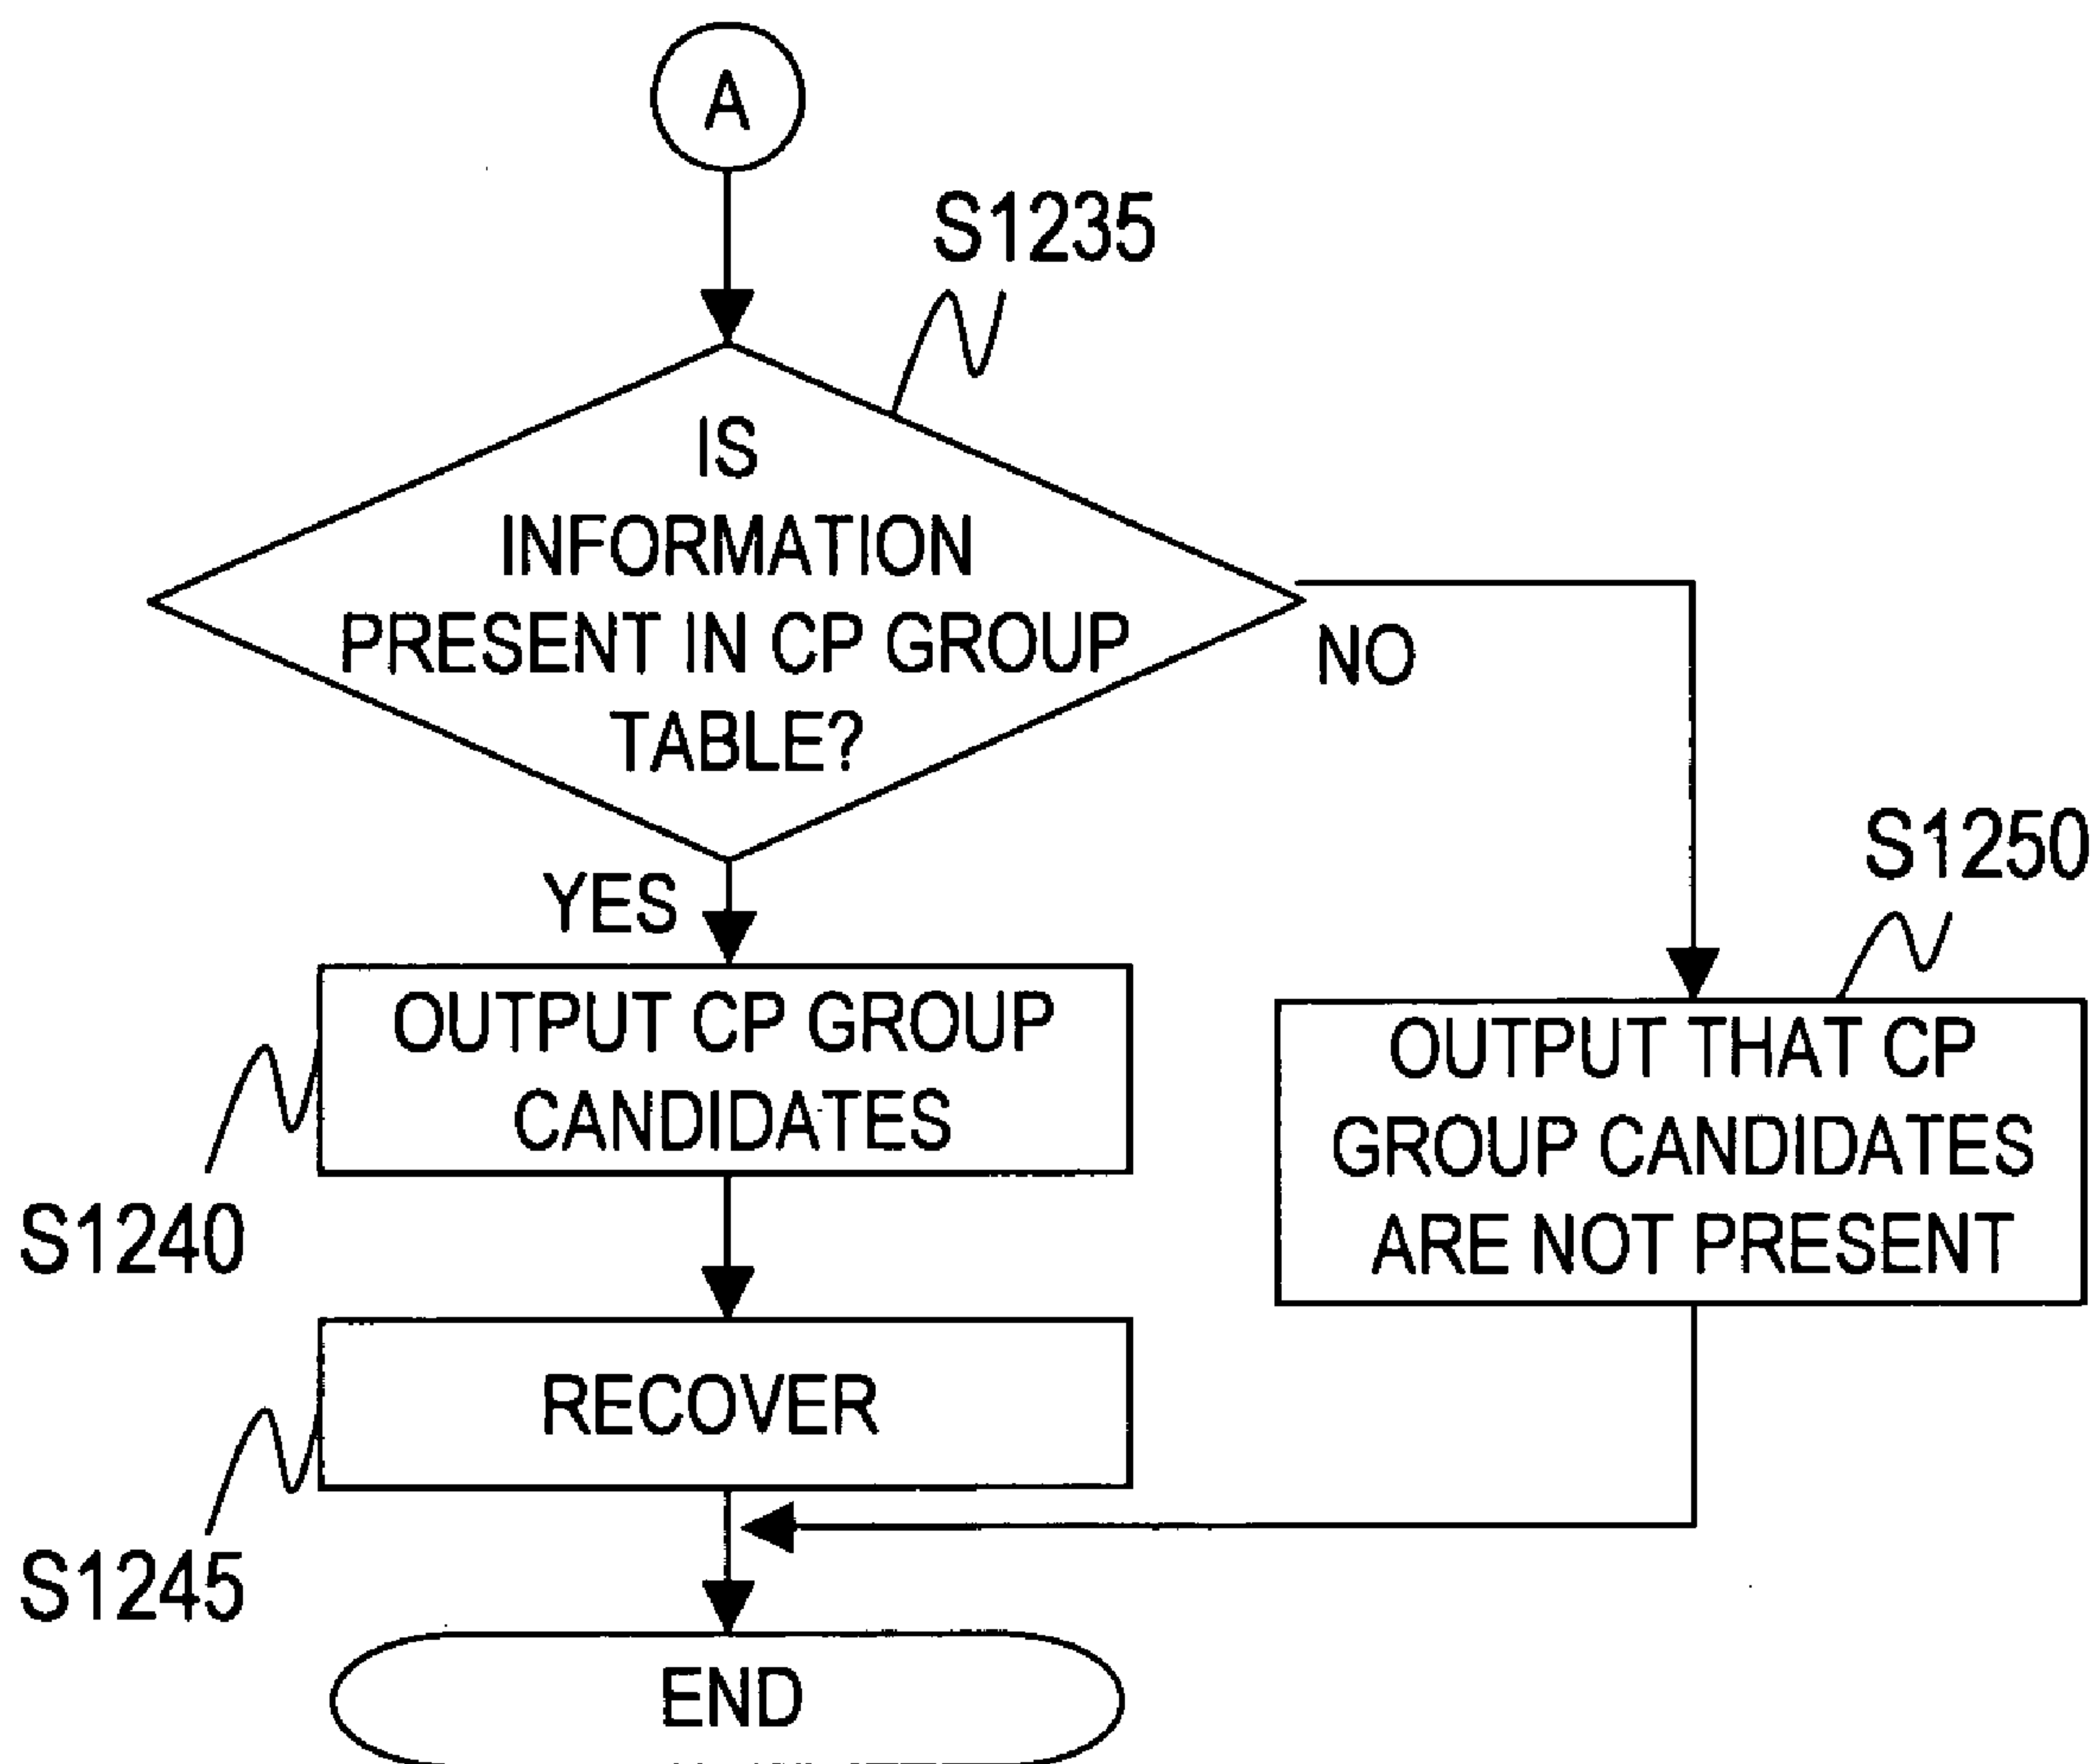 A
S1235
IS
INFORMATION
PRESENT IN CP GROUP
TABLE?
NO
YES
S1250
OUTPUT CP GROUP
CANDIDATES
OUTPUT THAT CP
GROUP CANDIDATES
ARE NOT PRESENT
S1240
RECOVER
S1245
END